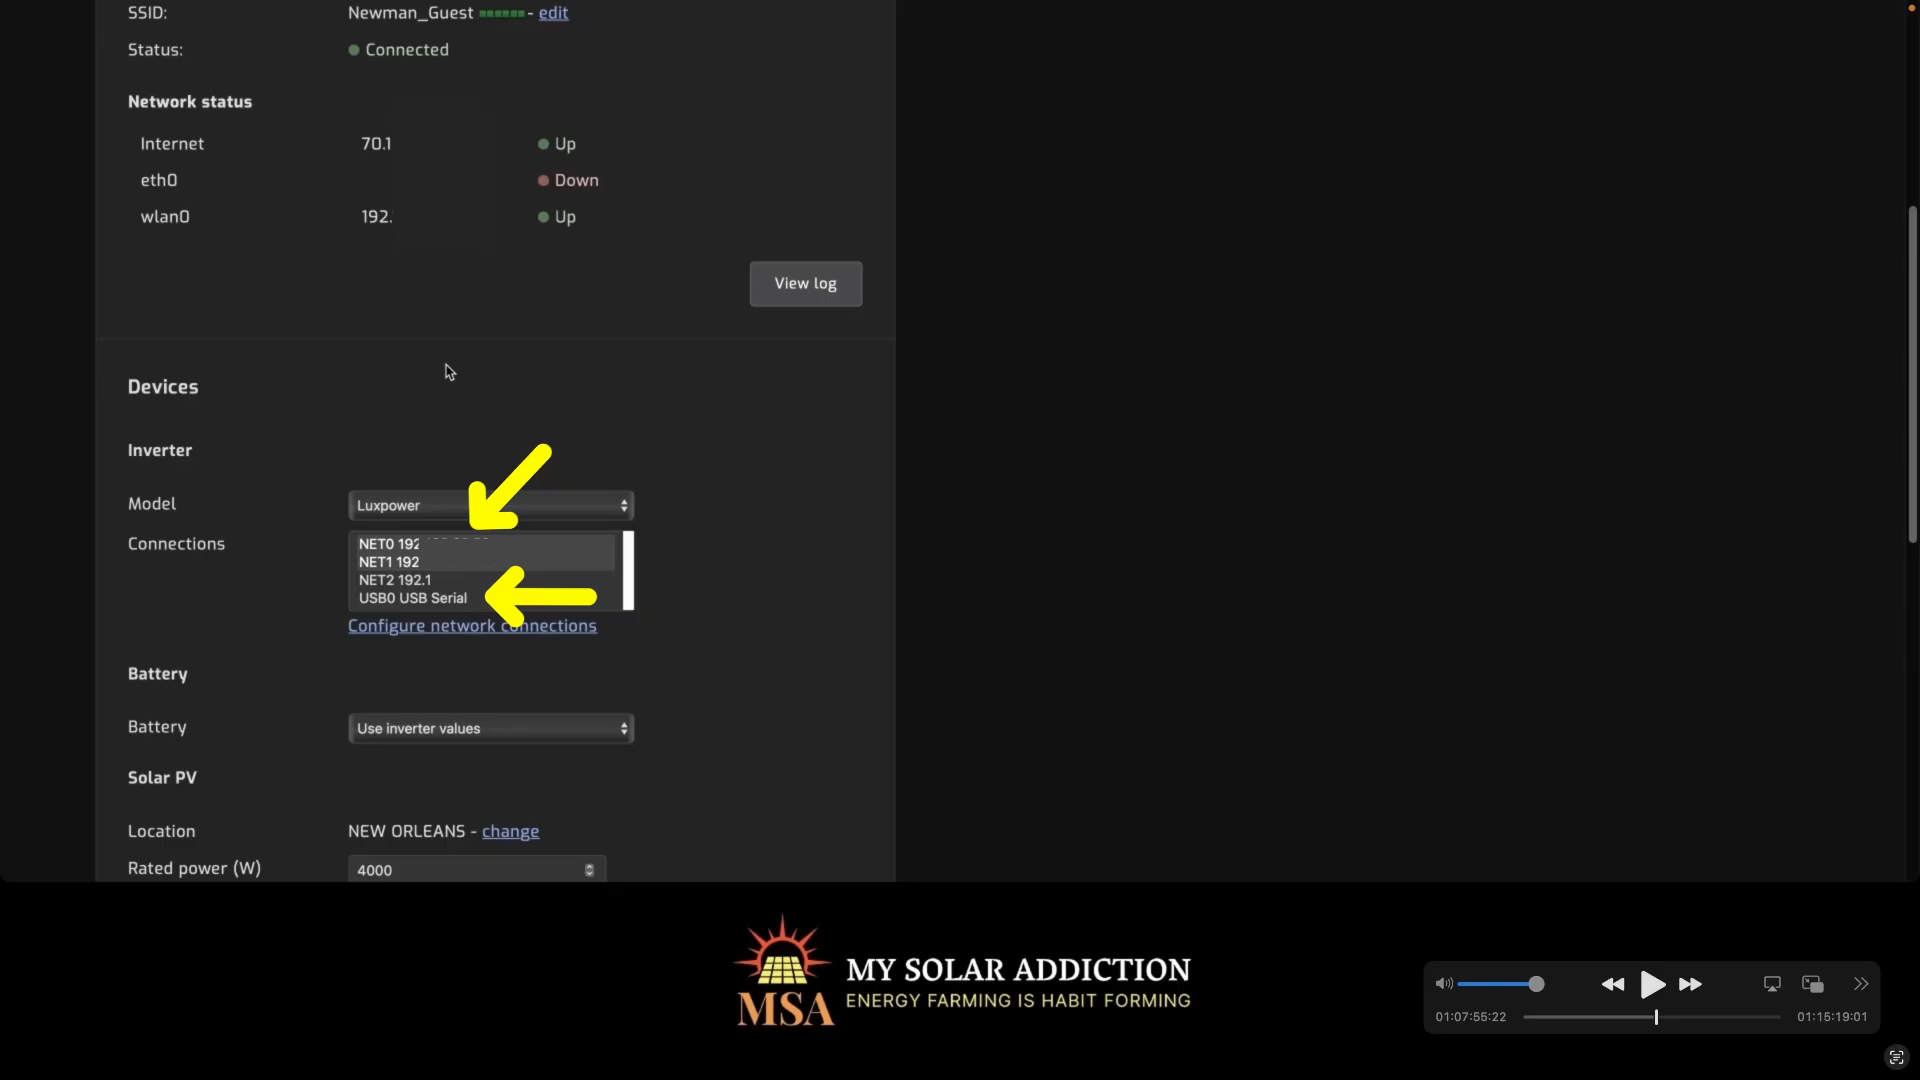 SSID: Newman_Guest - edit
Status: Connected
Network status
Internet 70.1 Up
eth0 Down
wlan0 192. Up
View log
Devices
Inverter
Model Luxpower
Connections NET0 192
NET1 192
NET2 192.1
USB0 USB Serial
Configure network connections
Battery
Battery Use inverter values
Solar PV
Location NEW ORLEANS - change
Rated power (W) 4000
MSA
MY SOLAR ADDICTION
ENERGY FARMING IS HABIT FORMING
01:07:55:22 01:15:19:01